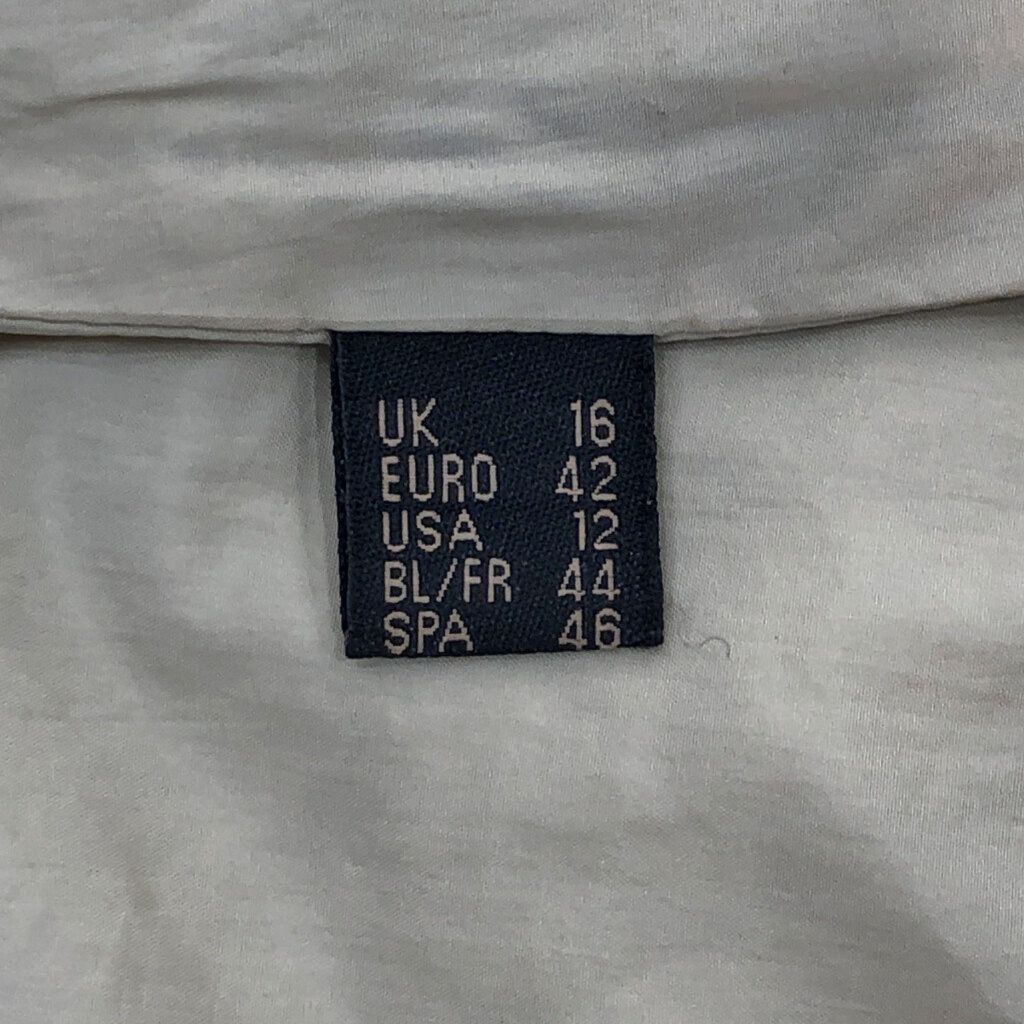 UK 16
EURO 42
USA 12
BL/FR 44
SPA 46